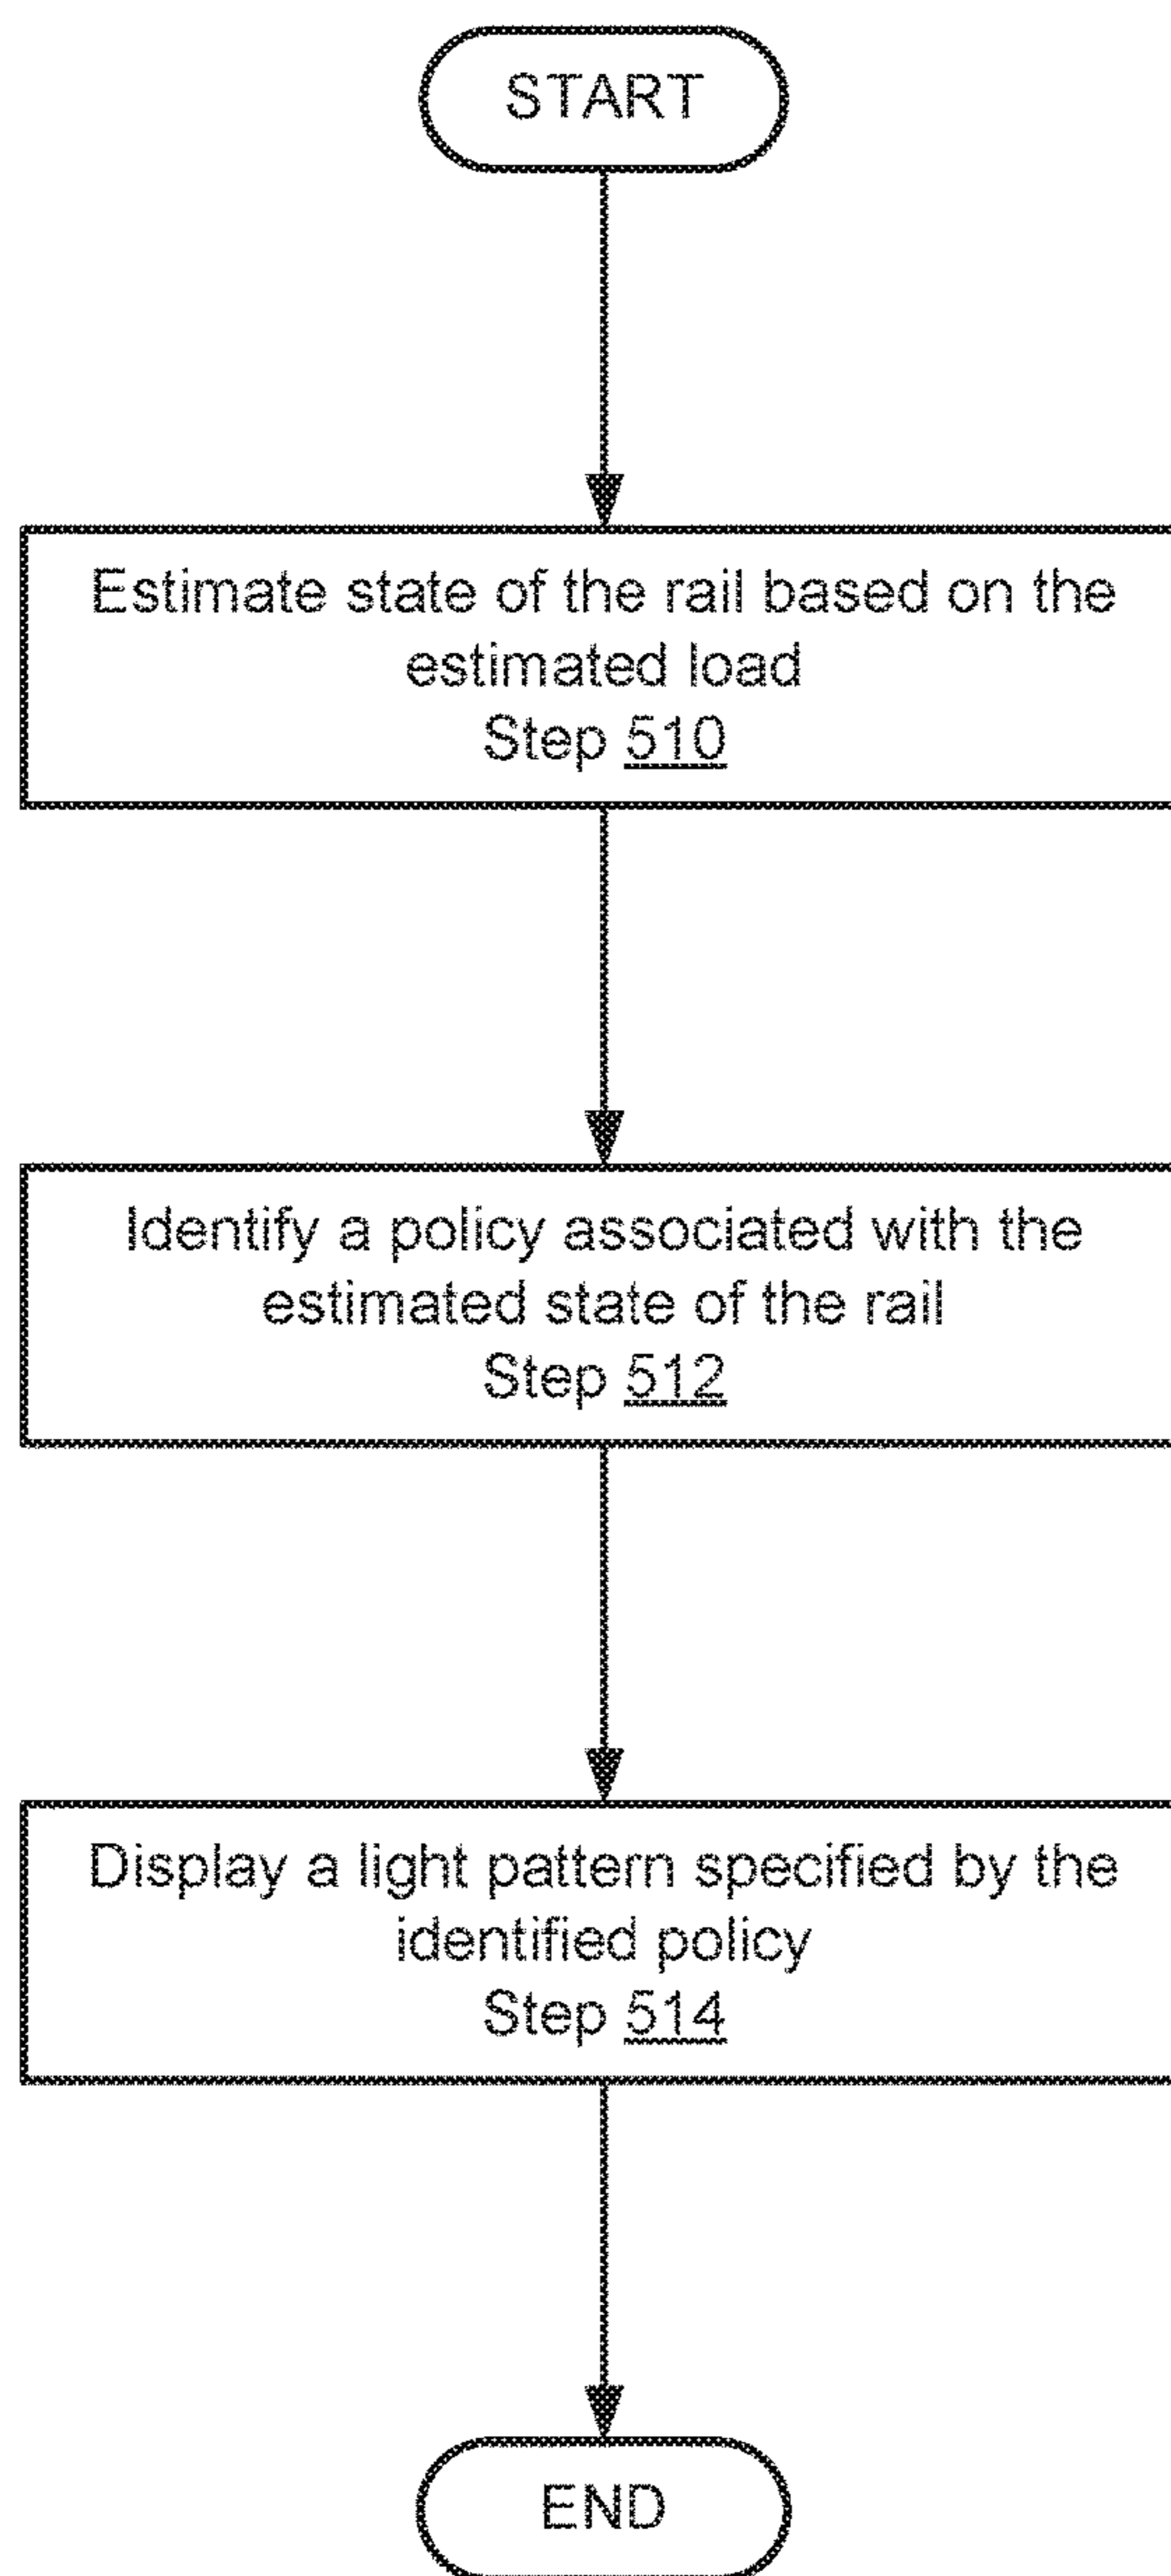 START
Estimate state of the rail based on the
estimated load
Step 510
Identify a policy associated with the
estimated state of the rail
Step 512
Display a light pattern specified by the
identified policy
Step 514
END